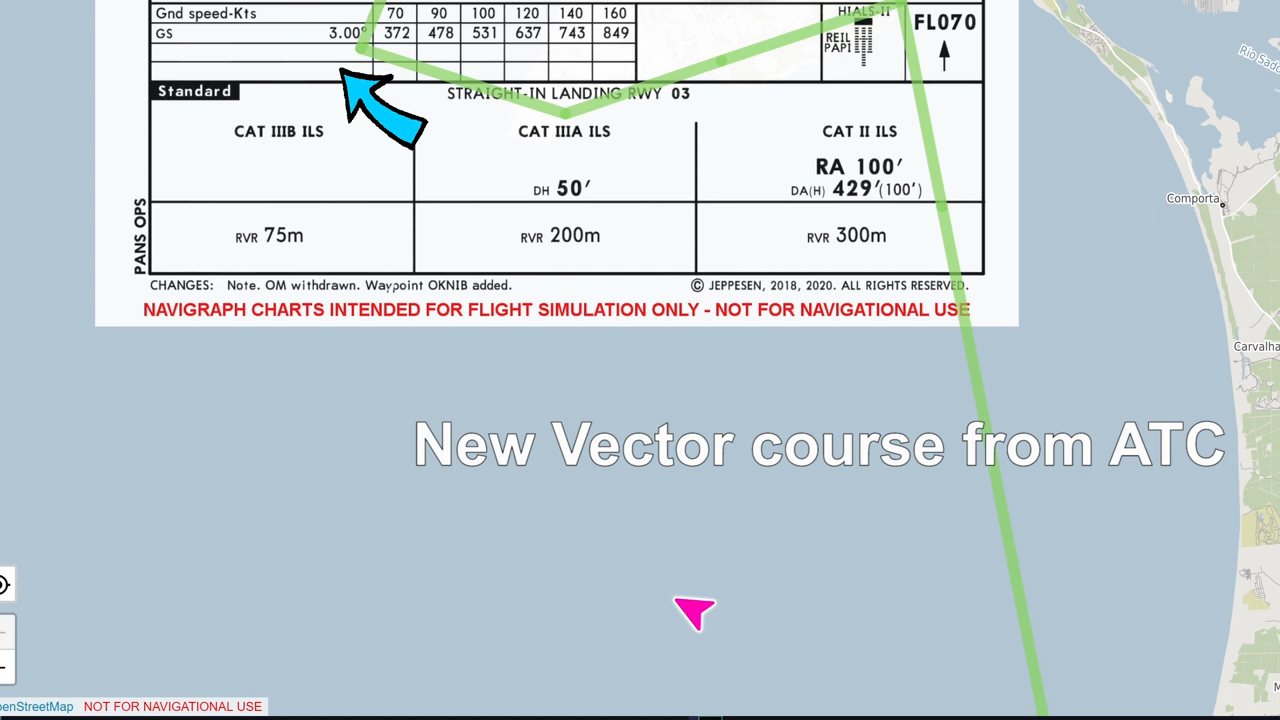 Gnd speed-Kts 70 90 100 120 140 160
GS 3.00° 372 478 531 637 743 849
HIALS-II
REIL
PAPI
FL070
Standard
STRAIGHT-IN LANDING RWY 03
CAT IIIB ILS
CAT IIIA ILS
CAT II ILS
RA 100'
DH 50'
DA(H) 429'(100')
PANS OPS
RVR 75m
RVR 200m
RVR 300m
CHANGES: Note. OM withdrawn. Waypoint OKNIB added.
© JEPPESEN, 2018, 2020. ALL RIGHTS RESERVED.
NAVIGRAPH CHARTS INTENDED FOR FLIGHT SIMULATION ONLY - NOT FOR NAVIGATIONAL USE
Rio Sad
Comporta
Carvalha
New Vector course from ATC
M
penStreetMap NOT FOR NAVIGATIONAL USE